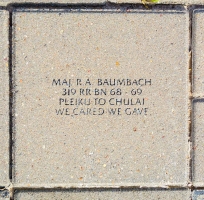 MAJ. R.A. BAUMBACH
319 RR BN 68 - 69
PLEIKU TO CHULAI
WE CARED WE GAVE.